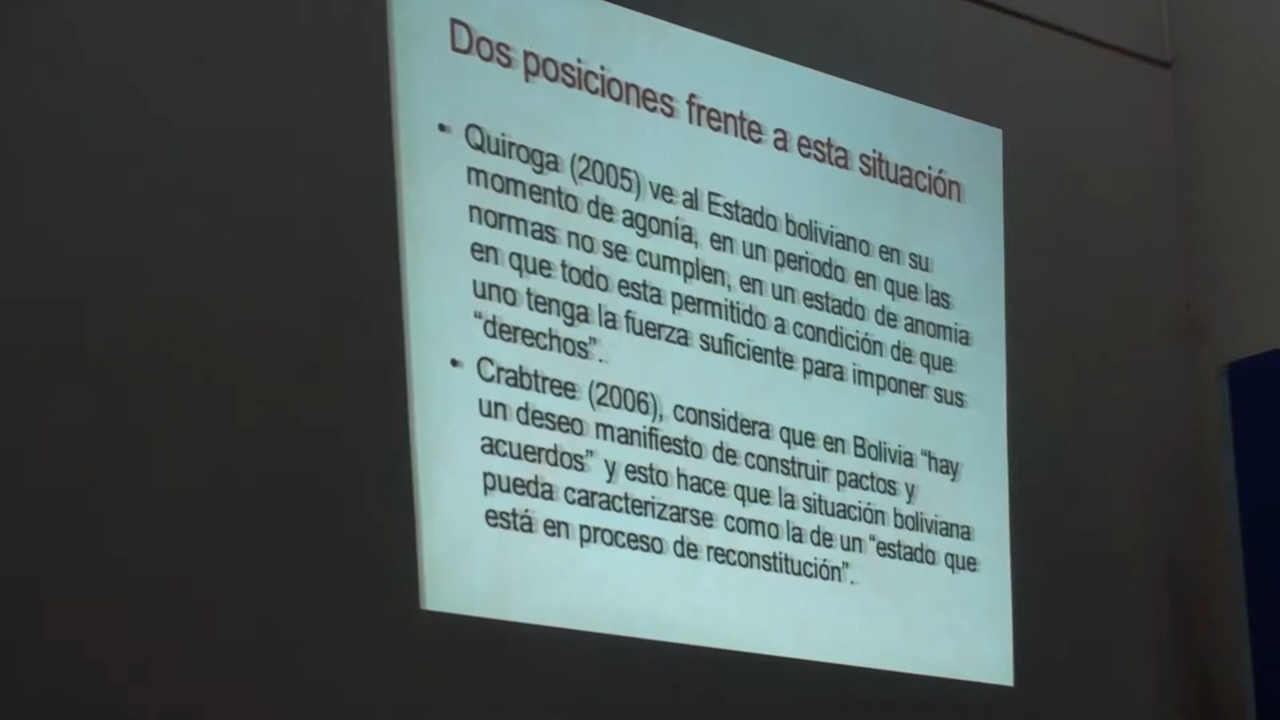 Dos posiciones frente a esta situación
• Quiroga (2005) ve al Estado boliviano en su
momento de agonía, en un periodo en que las
normas no se cumplen, en un estado de anomia
en que todo esta permitido a condición de que
uno tenga la fuerza suficiente para imponer sus
“derechos”.
• Crabtree (2006), considera que en Bolivia “hay
un deseo manifiesto de construir pactos y
acuerdos” y esto hace que la situación boliviana
pueda caracterizarse como la de un “estado que
está en proceso de reconstitución”.